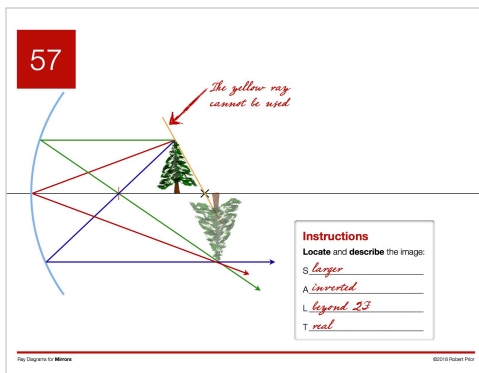 57
The yellow ray
cannot be used
Instructions
Locate and describe the image:
S larger
A inverted
L beyond 2F
T real
Ray Diagrams for Mirrors
©2018 Robert Prior